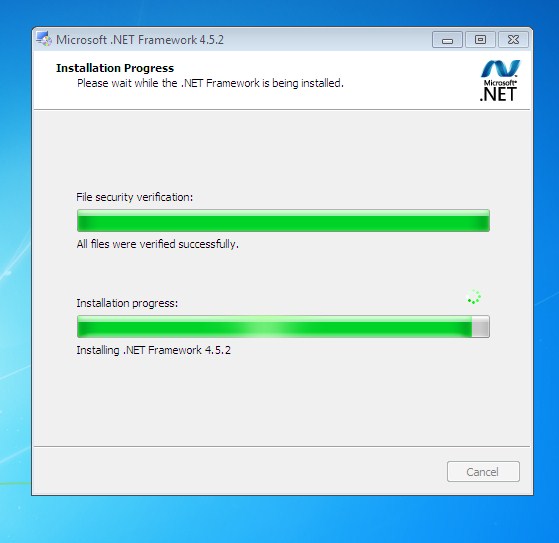 Microsoft .NET Framework 4.5.2
Installation Progress
Please wait while the .NET Framework is being installed.
Microsoft®
.NET
File security verification:
All files were verified successfully.
Installation progress:
Installing .NET Framework 4.5.2
Cancel